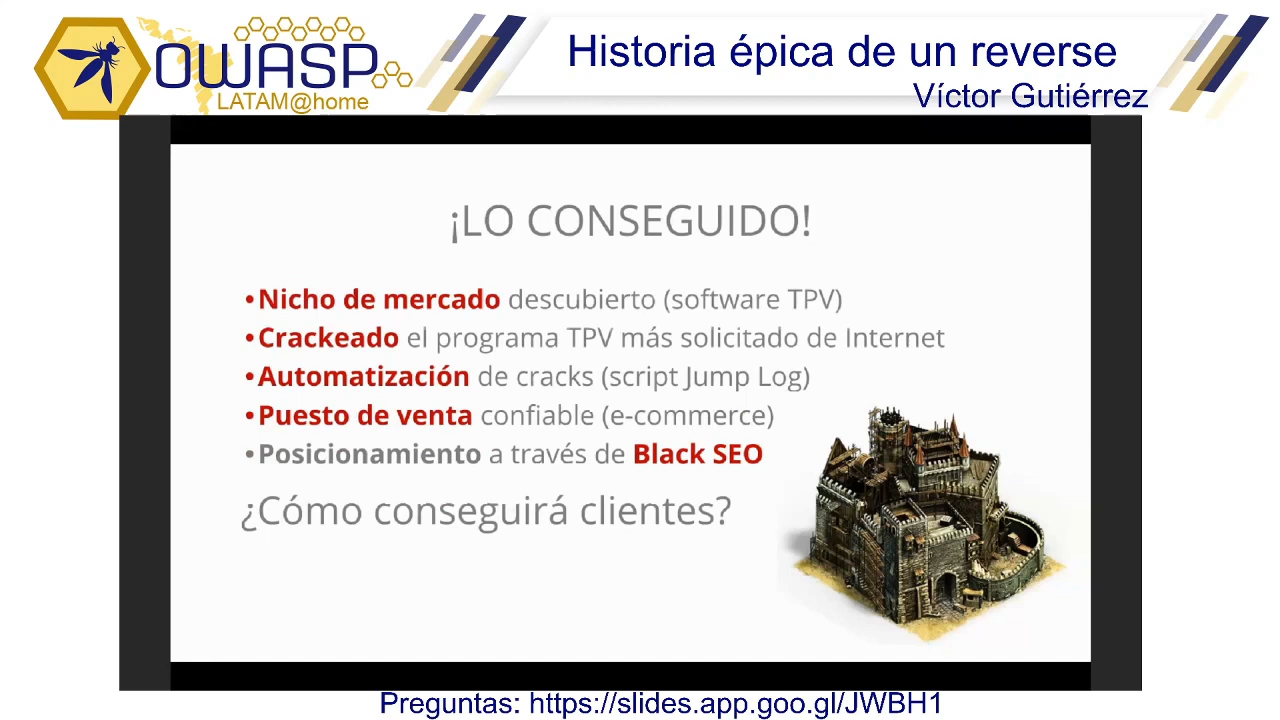 OWASP
LATAM@home
Historia épica de un reverse
Víctor Gutiérrez
¡LO CONSEGUIDO!
•Nicho de mercado descubierto (software TPV)
•Crackeado el programa TPV más solicitado de Internet
•Automatización de cracks (script Jump Log)
•Puesto de venta confiable (e-commerce)
•Posicionamiento a través de Black SEO
¿Cómo conseguirá clientes?
Preguntas: https://slides.app.goo.gl/JWBH1